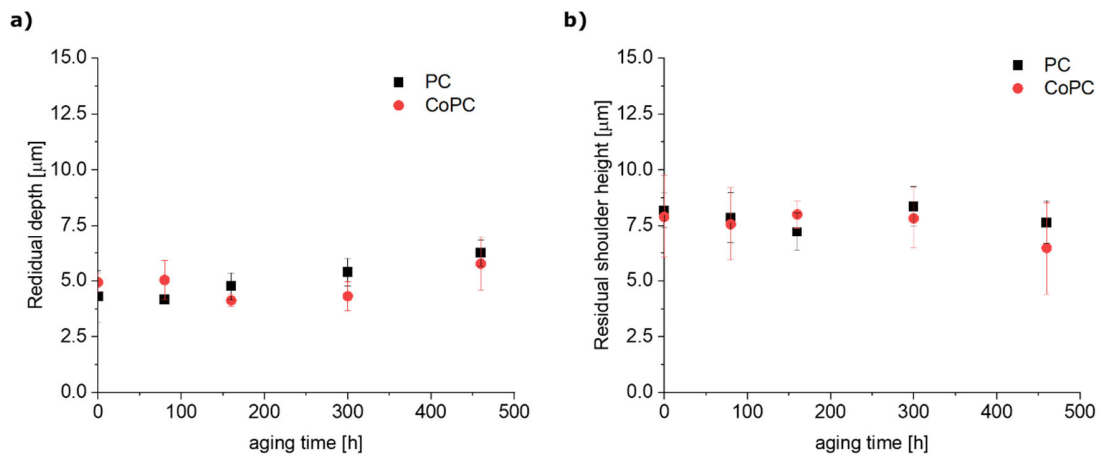 a)
15.0
12.5
10.0
7.5
5.0
2.5
0.0
Redidual depth [μm]
PC
CoPC
0
100
200
300
400
500
aging time [h]
b)
15.0
12.5
10.0
7.5
5.0
2.5
0.0
Residual shoulder height [μm]
PC
CoPC
0
100
200
300
400
500
aging time [h]